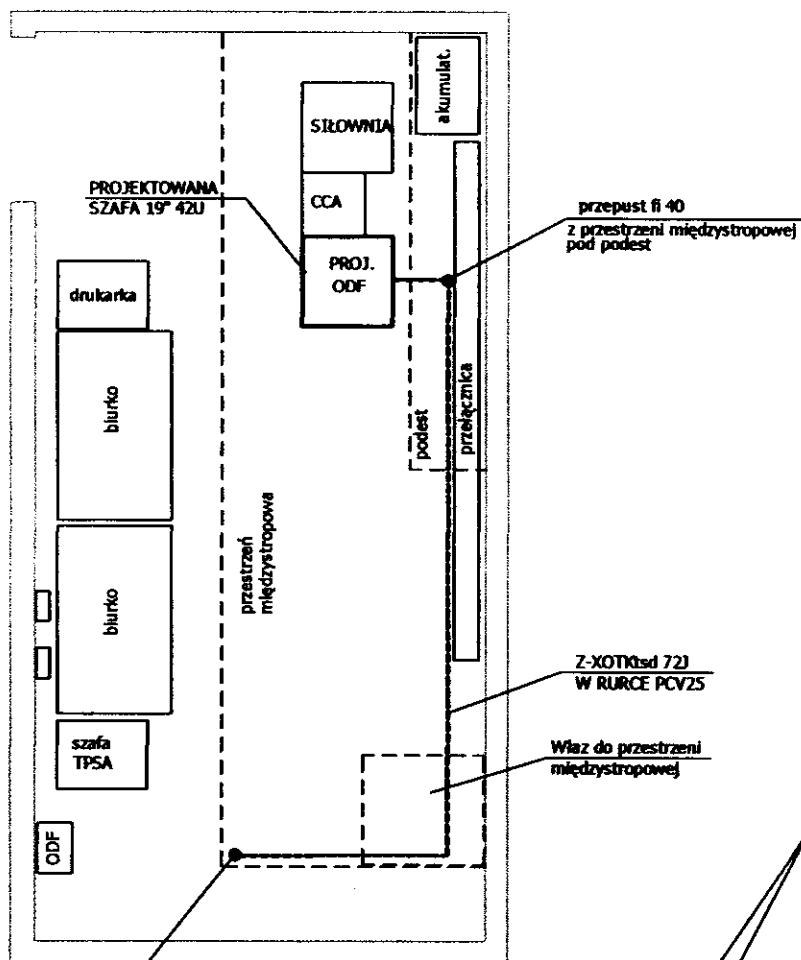 akumulat.
SIŁOWNIA
PROJEKTOWANA
SZAFA 19" 42U
CCA
przepust fi 40
z przestrzeni międzystropowej
pod podest
PROJ.
ODF
drukarka
biurko
podest
przełącznica
przestrzeń
międzystropowa
biurko
Z-XOTKtsd 72J
W RURCE PCV25
szafa
TPSA
Właz do przestrzeni
międzystropowej
ODF